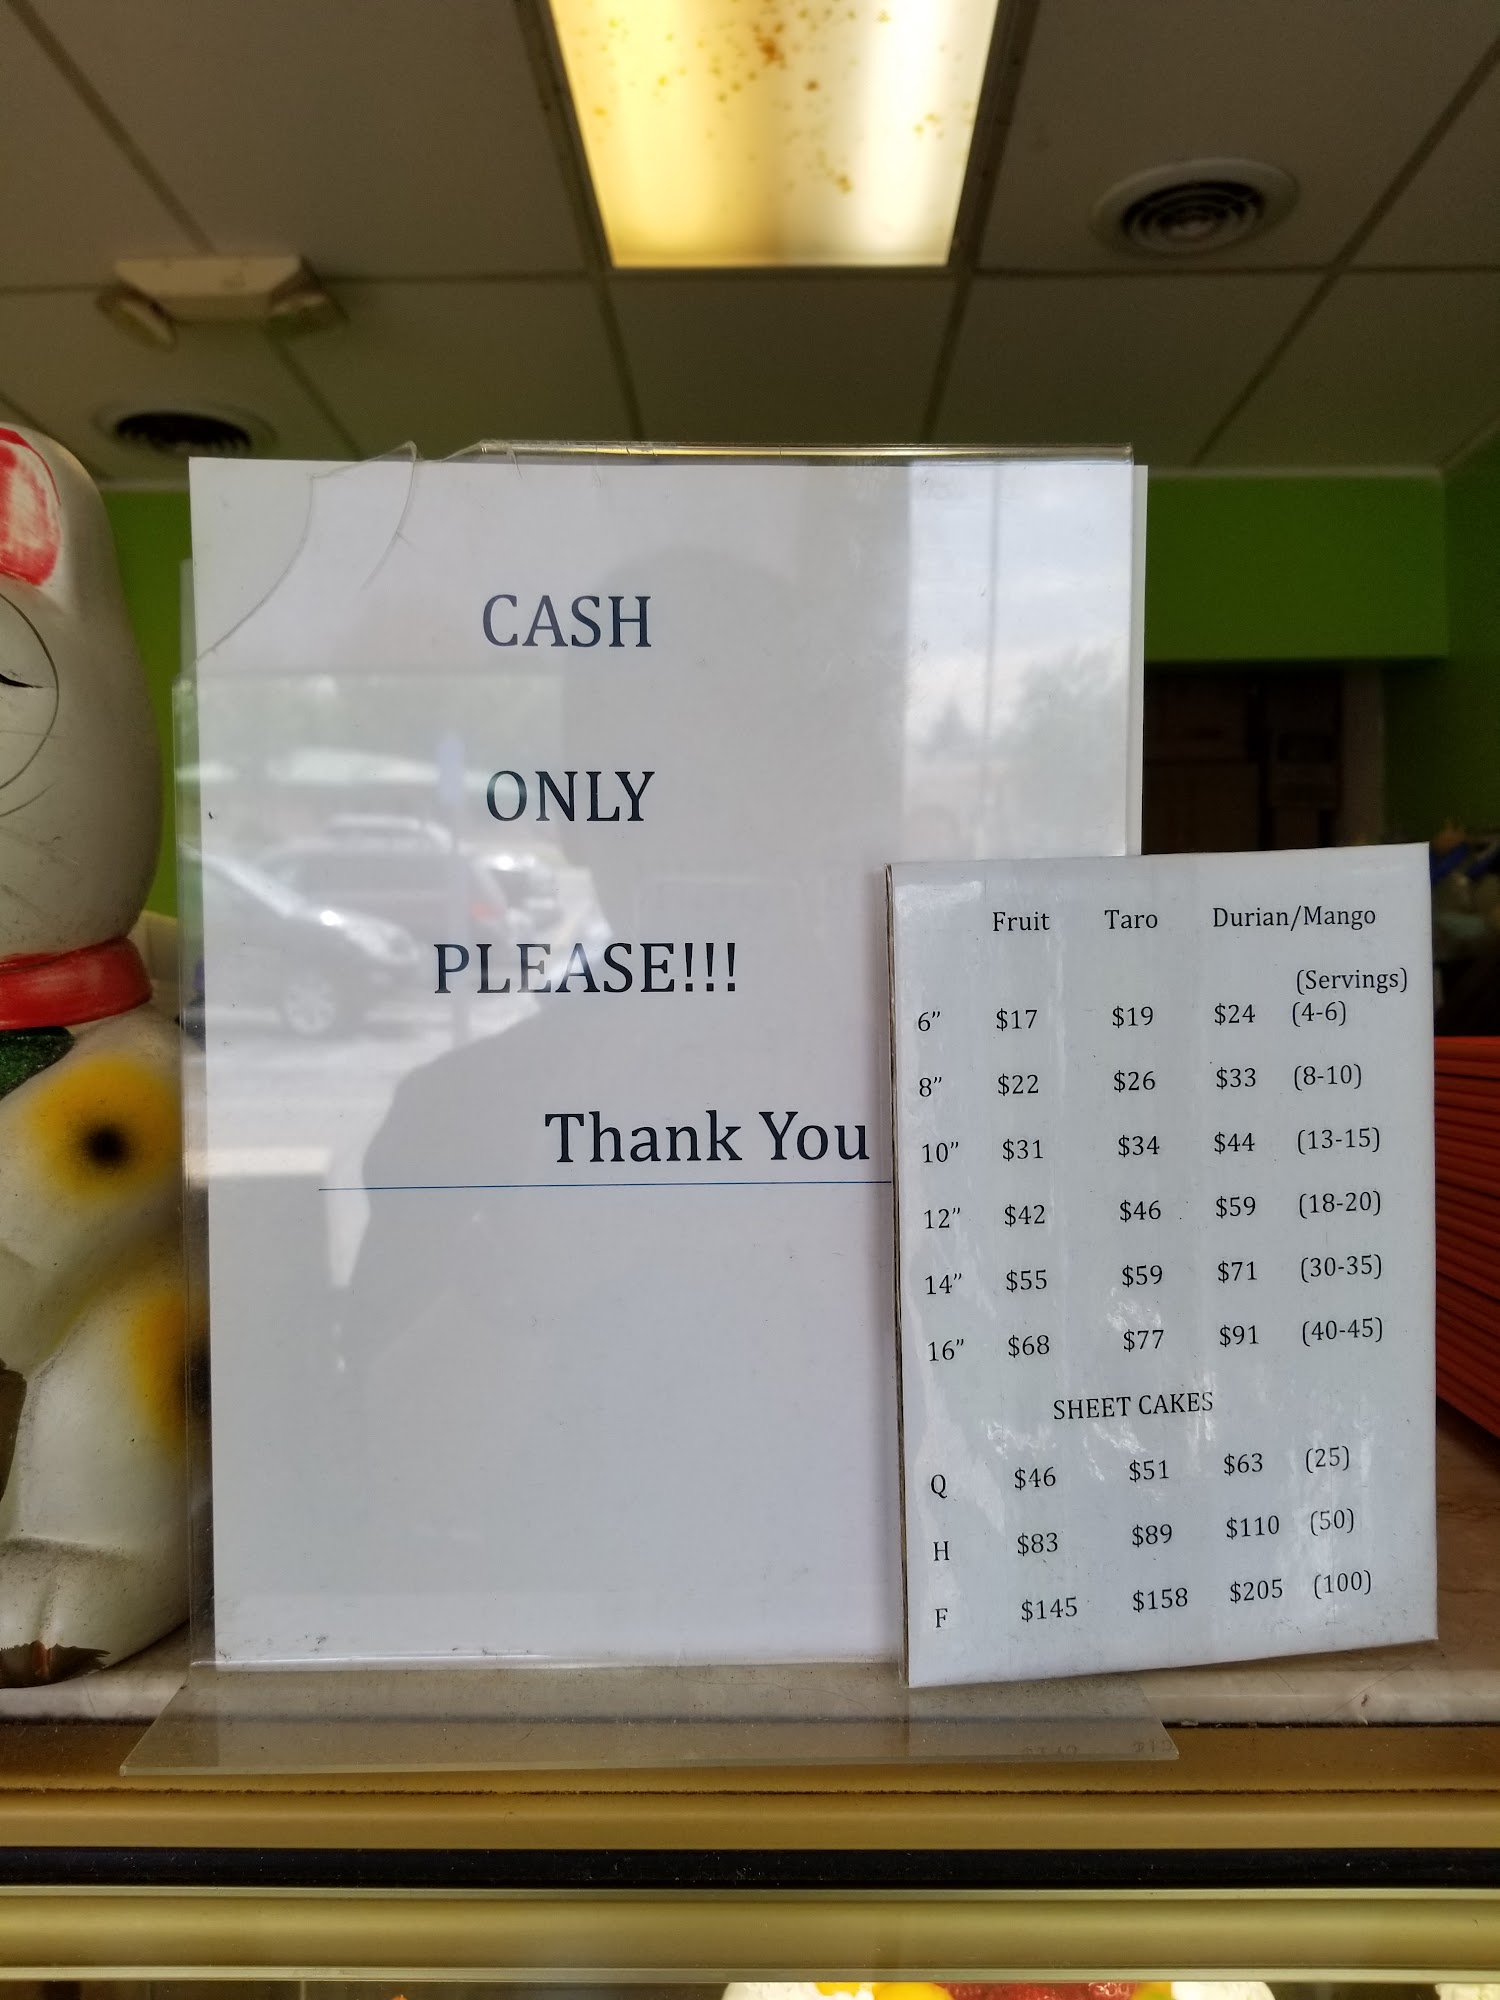 CASH
ONLY
PLEASE!!!
Thank You
Fruit Taro Durian/Mango
(Servings)
6” $17 $19 $24 (4-6)
8” $22 $26 $33 (8-10)
10” $31 $34 $44 (13-15)
12” $42 $46 $59 (18-20)
14” $55 $59 $71 (30-35)
16” $68 $77 $91 (40-45)
SHEET CAKES
Q $46 $51 $63 (25)
H $83 $89 $110 (50)
F $145 $158 $205 (100)